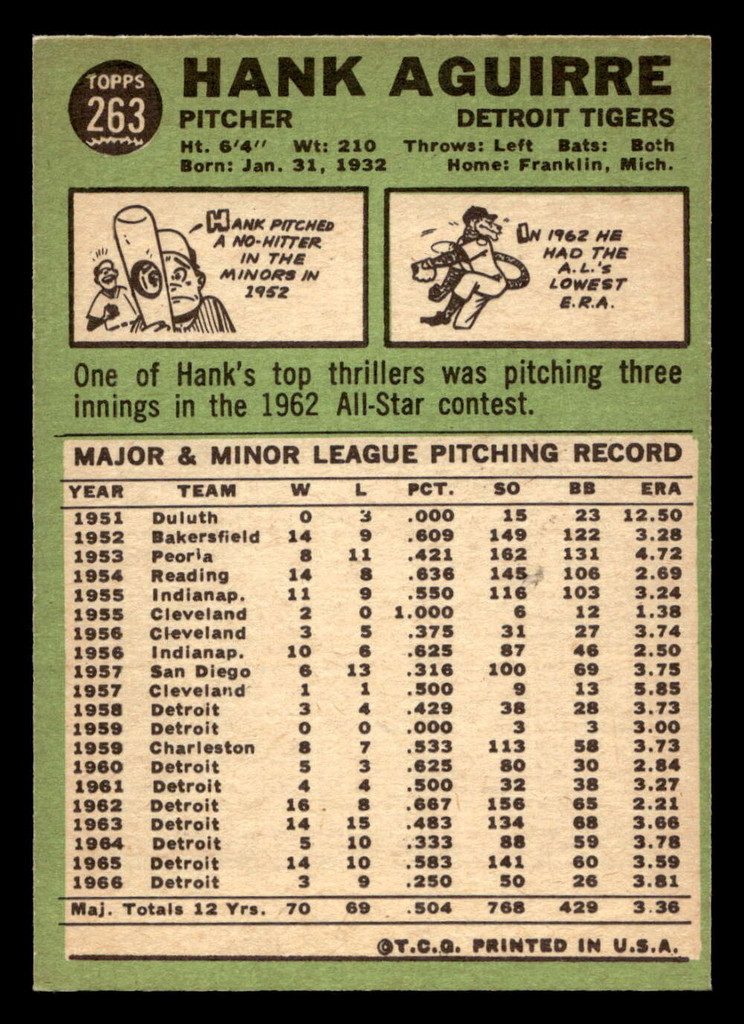 TOPPS
263
HANK AGUIRRE
PITCHER DETROIT TIGERS
Ht. 6'4" Wt: 210 Throws: Left Bats: Both
Born: Jan. 31, 1932 Home: Franklin, Mich.
HANK PITCHED
A NO-HITTER
IN THE
MINORS IN
1952
IN 1962 HE
HAD THE
A.L.'s
LOWEST
E.R.A.
One of Hank's top thrillers was pitching three
innings in the 1962 All-Star contest.
MAJOR & MINOR LEAGUE PITCHING RECORD
YEAR TEAM W L PCT. SO BB ERA
1951 Duluth 0 3 .000 15 23 12.50
1952 Bakersfield 14 9 .609 149 122 3.28
1953 Peoria 8 11 .421 162 131 4.72
1954 Reading 14 8 .636 145 106 2.69
1955 Indianap. 11 9 .550 116 103 3.24
1955 Cleveland 2 0 1.000 6 12 1.38
1956 Cleveland 3 5 .375 31 27 3.74
1956 Indianap. 10 6 .625 87 46 2.50
1957 San Diego 6 13 .316 100 69 3.75
1957 Cleveland 1 1 .500 9 13 5.85
1958 Detroit 3 4 .429 38 28 3.73
1959 Detroit 0 0 .000 3 3 3.00
1959 Charleston 8 7 .533 113 58 3.73
1960 Detroit 5 3 .625 80 30 2.84
1961 Detroit 4 4 .500 32 38 3.27
1962 Detroit 16 8 .667 156 65 2.21
1963 Detroit 14 15 .483 134 68 3.66
1964 Detroit 5 10 .333 88 59 3.78
1965 Detroit 14 10 .583 141 60 3.59
1966 Detroit 3 9 .250 50 26 3.81
Maj. Totals 12 Yrs. 70 69 .504 768 429 3.36
©T.C.G. PRINTED IN U.S.A.